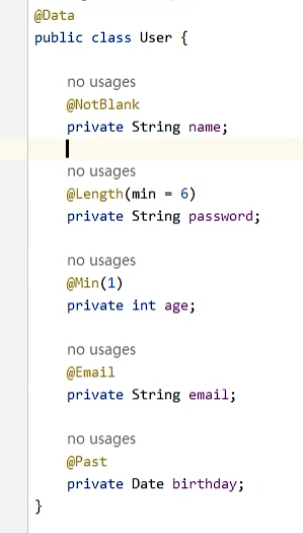 @Data
public class User {
no usages
@NotBlank
private String name;
no usages
@Length(min = 6)
private String password;
no usages
@Min(1)
private int age;
no usages
@Email
private String email;
no usages
@Past
private Date birthday;
}